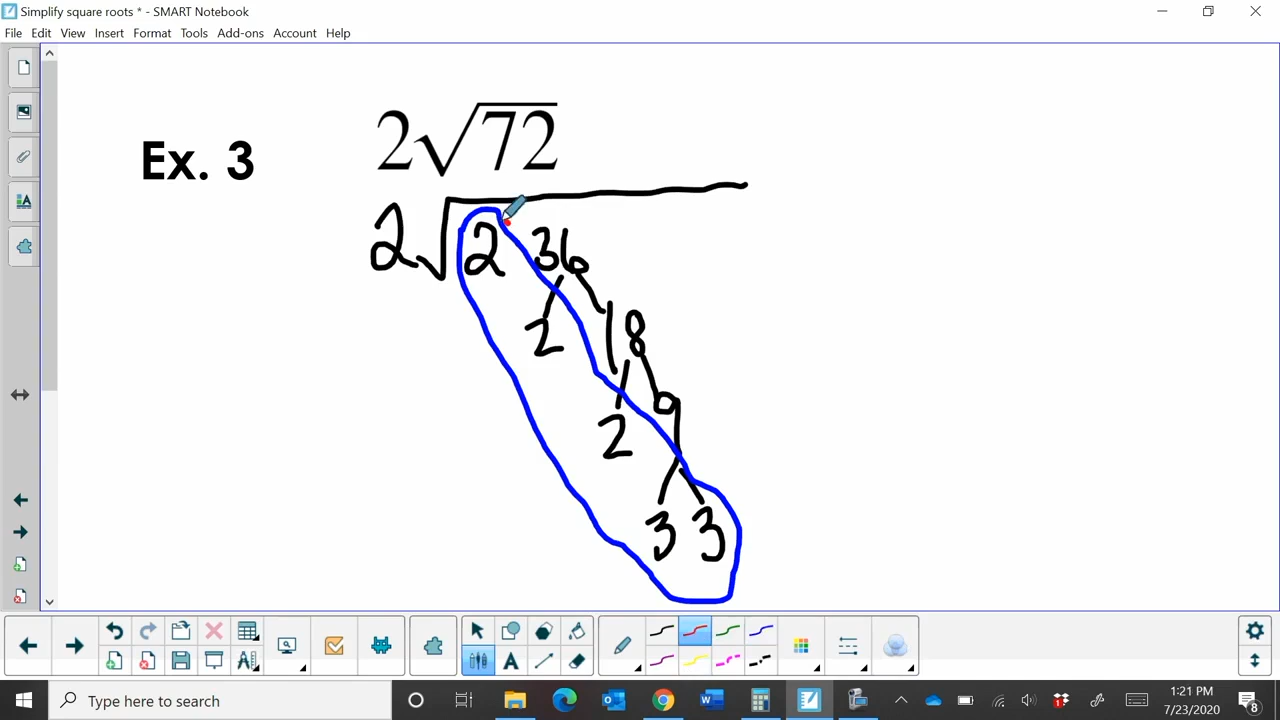 Simplify square roots * - SMART Notebook
File Edit View Insert Format Tools Add-ons Account Help
2√72
Ex. 3
2√2 36
2 18
2 9
3 3
Type here to search
1:21 PM
7/23/2020
8
1
A